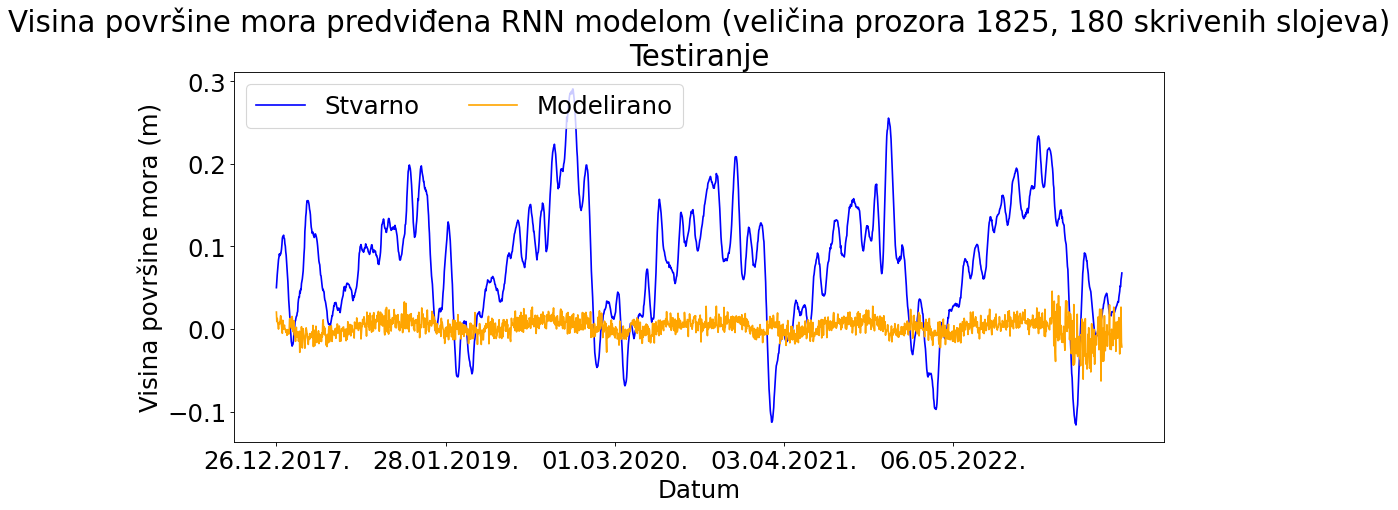 Visina površine mora predviđena RNN modelom (veličina prozora 1825, 180 skrivenih slojeva)
Testiranje
Stvarno Modelirano
Visina površine mora (m)
0.3
0.2
0.1
0.0
−0.1
26.12.2017. 28.01.2019. 01.03.2020. 03.04.2021. 06.05.2022.
Datum